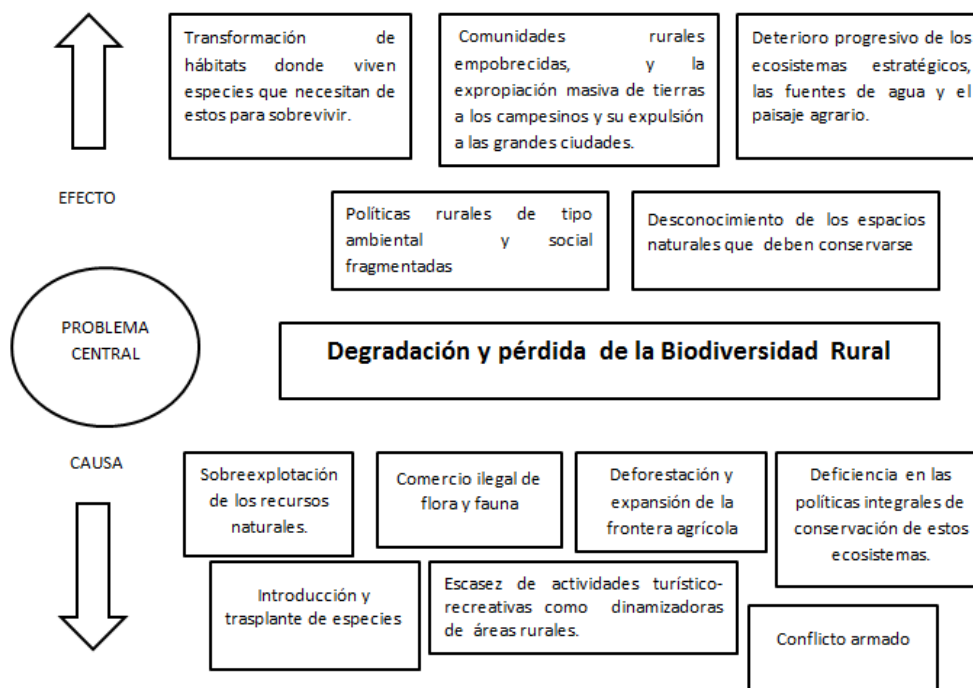 Transformación de
hábitats donde viven
especies que necesitan de
estos para sobrevivir.
Comunidades rurales
empobrecidas, y la
expropiación masiva de tierras
a los campesinos y su expulsión
a las grandes ciudades.
Deterioro progresivo de los
ecosistemas estratégicos,
las fuentes de agua y el
paisaje agrario.
EFECTO
Políticas rurales de tipo
ambiental y social
fragmentadas
Desconocimiento de los espacios
naturales que deben conservarse
PROBLEMA
CENTRAL
Degradación y pérdida de la Biodiversidad Rural
CAUSA
Sobreexplotación
de los recursos
naturales.
Comercio ilegal de
flora y fauna
Deforestación y
expansión de la
frontera agrícola
Deficiencia en las
políticas integrales de
conservación de estos
ecosistemas.
Introducción y
trasplante de especies
Escasez de actividades turístico-
recreativas como dinamizadoras
de áreas rurales.
Conflicto armado